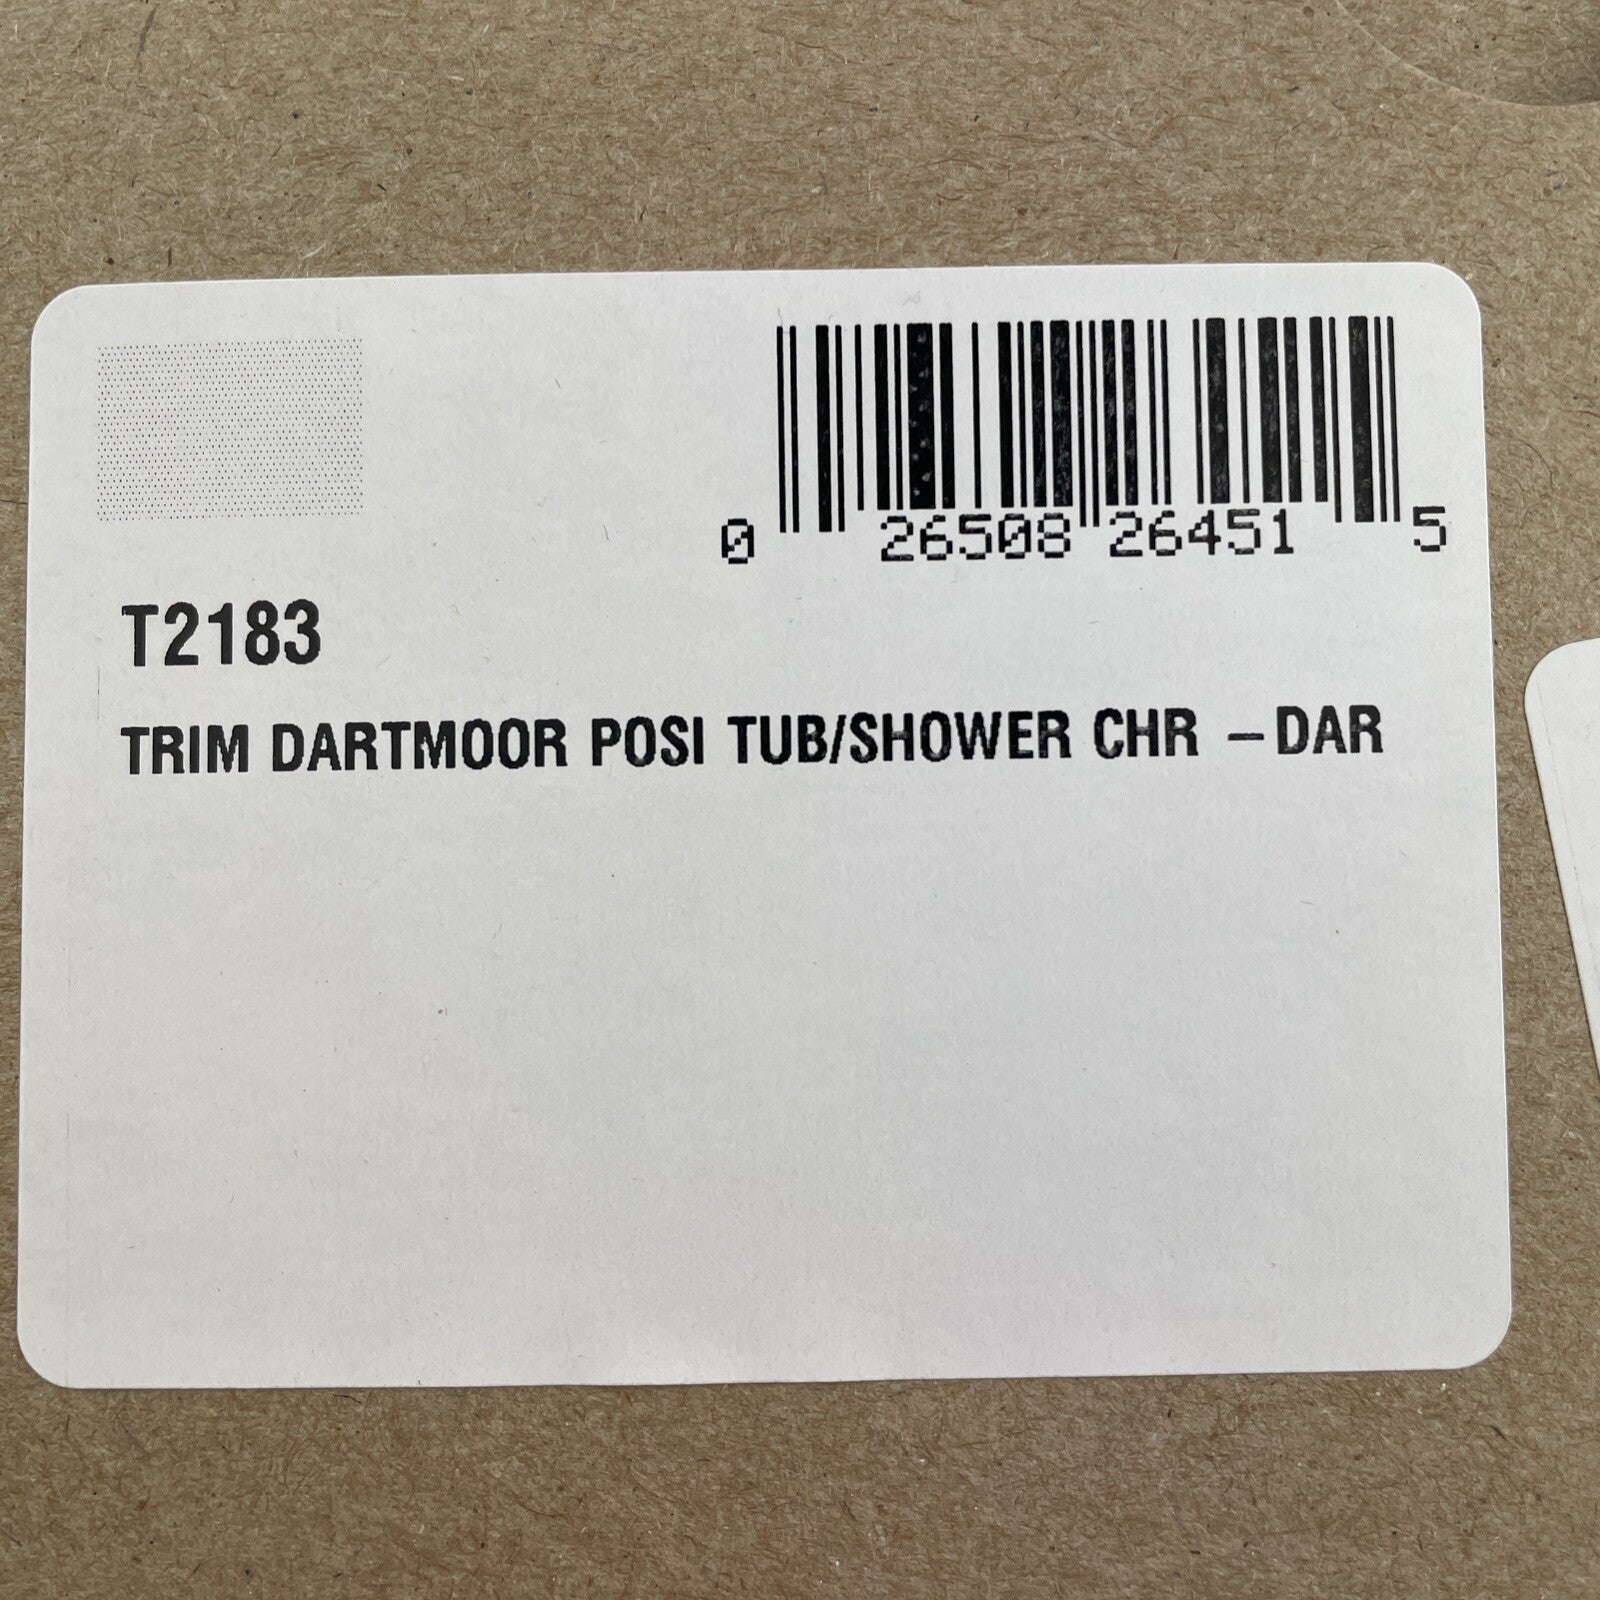 0 26508 26451 5
T2183
TRIM DARTMOOR POSI TUB/SHOWER CHR -DAR